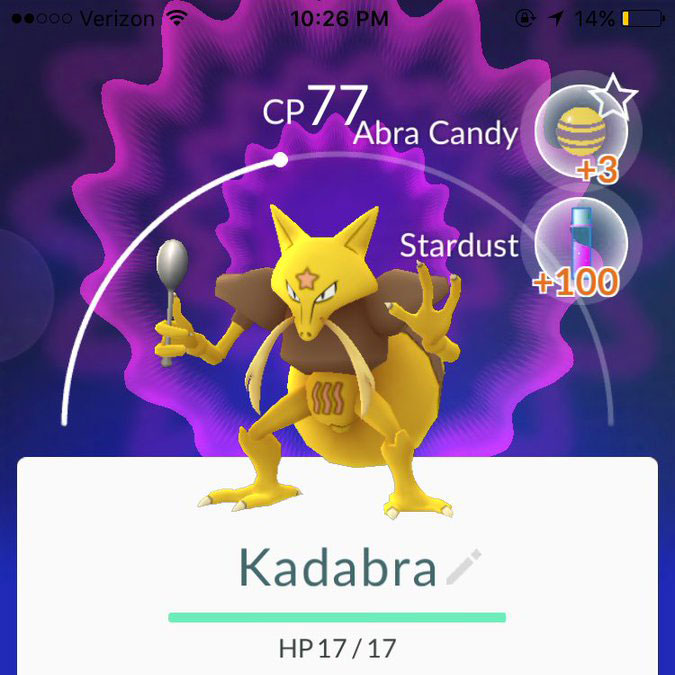 Verizon 10:26 PM 14%
CP77
Abra Candy
+3
Stardust
+100
Kadabra
HP 17 / 17